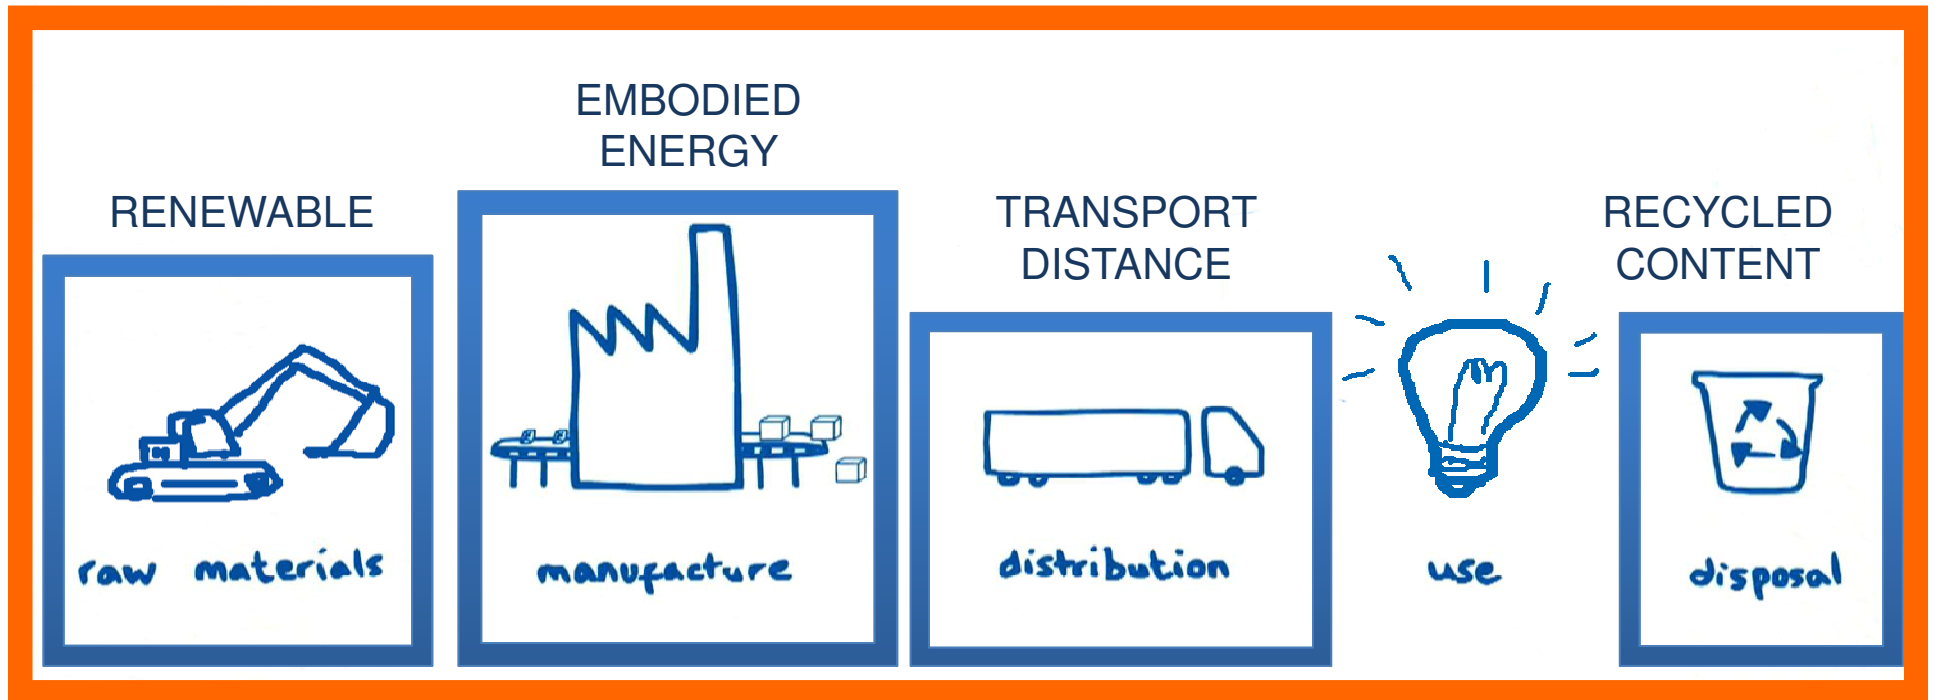 EMBODIED
ENERGY
RENEWABLE
TRANSPORT
DISTANCE
RECYCLED
CONTENT
raw materials
manufacture
distribution
use
disposal